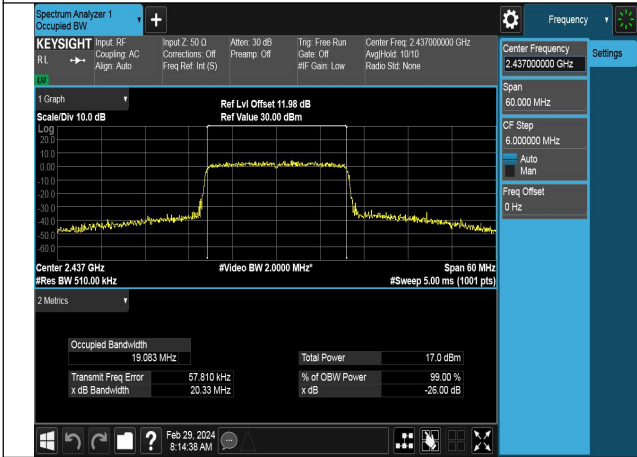 Spectrum Analyzer 1
Occupied BW
+
Frequency
KEYSIGHT
Input: RF
Input Z: 50 Ω
Atten: 30 dB
Trig: Free Run
Center Freq: 2.437000000 GHz
RL
Coupling: AC
Corrections: Off
Preamp: Off
Gate: Off
Avg|Hold: 10/10
Align: Auto
Freq Ref: Int (S)
#IF Gain: Low
Radio Std: None
Center Frequency
2.437000000 GHz
Settings
Span
60.000 MHz
CF Step
6.000000 MHz
Auto
Man
Freq Offset
0 Hz
1 Graph
Ref Lvl Offset 11.98 dB
Scale/Div 10.0 dB
Ref Value 30.00 dBm
Log
20.0
10.0
0.00
-10.0
-20.0
-30.0
-40.0
-50.0
-60.0
Center 2.437 GHz
#Video BW 2.0000 MHz*
Span 60 MHz
#Res BW 510.00 kHz
#Sweep 5.00 ms (1001 pts)
2 Metrics
Occupied Bandwidth
19.083 MHz
Total Power
17.0 dBm
Transmit Freq Error
57.810 kHz
% of OBW Power
99.00 %
x dB Bandwidth
20.33 MHz
x dB
-26.00 dB
?
Feb 29, 2024
8:14:38 AM